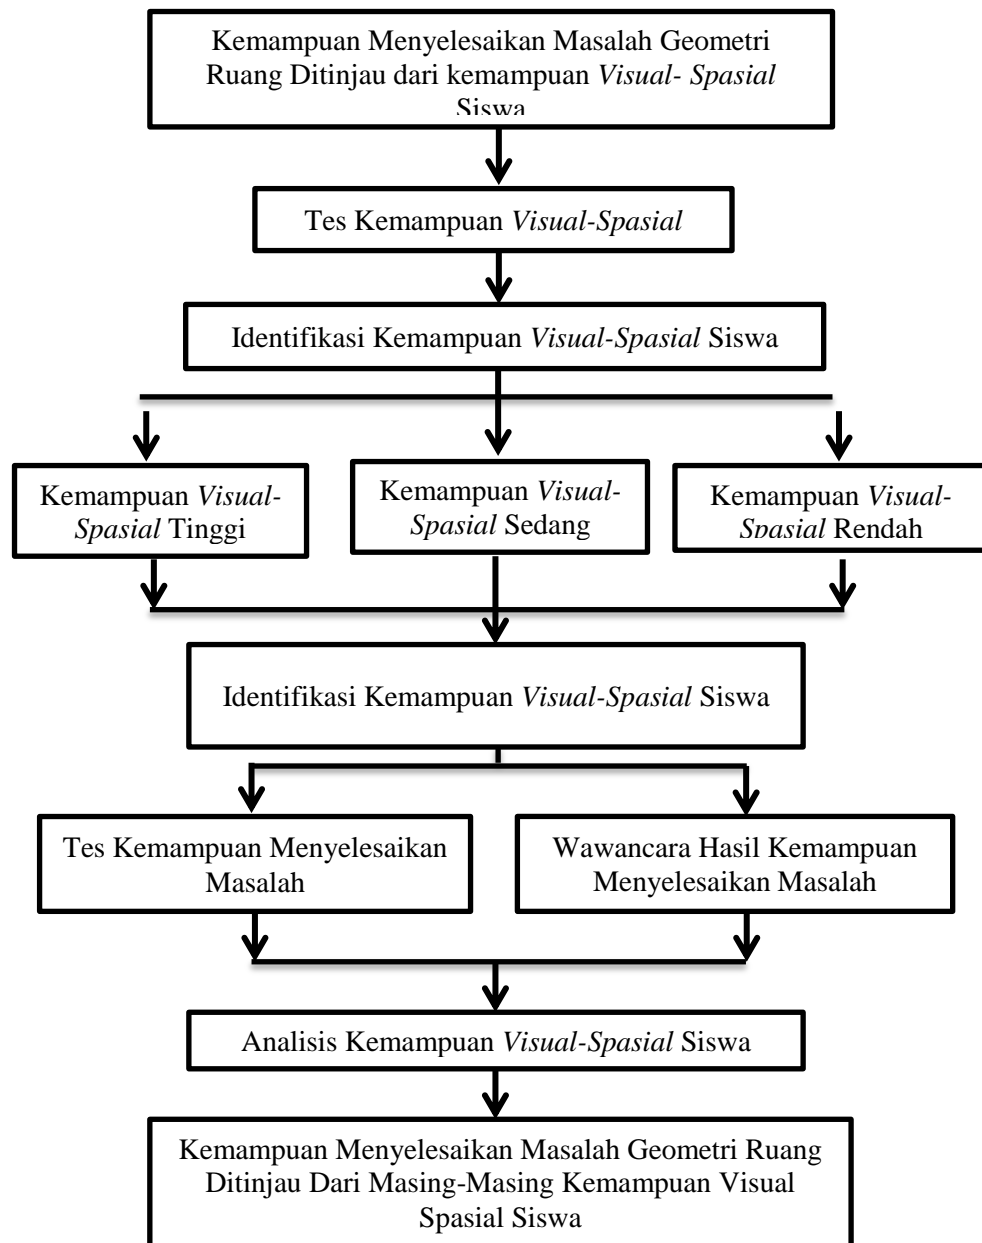 Kemampuan Menyelesaikan Masalah Geometri
Ruang Ditinjau dari kemampuan Visual- Spasial
Siswa
Tes Kemampuan Visual-Spasial
Identifikasi Kemampuan Visual-Spasial Siswa
Kemampuan Visual-
Spasial Tinggi
Kemampuan Visual-
Spasial Sedang
Kemampuan Visual-
Spasial Rendah
Identifikasi Kemampuan Visual-Spasial Siswa
Tes Kemampuan Menyelesaikan
Masalah
Wawancara Hasil Kemampuan
Menyelesaikan Masalah
Analisis Kemampuan Visual-Spasial Siswa
Kemampuan Menyelesaikan Masalah Geometri Ruang
Ditinjau Dari Masing-Masing Kemampuan Visual
Spasial Siswa